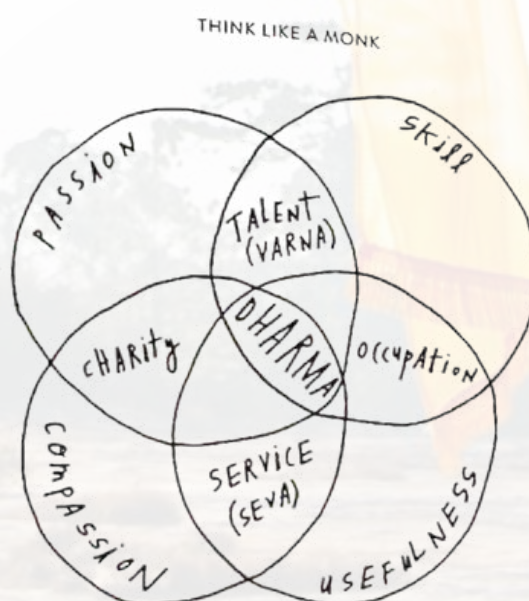 THINK LIKE A MONK
PASSION
SKill
TALENT
(VARNA)
DHARMA
cHARity
OccupAtioN
COMPASSiON
SERVICE
(SEVA)
USEFULNESS